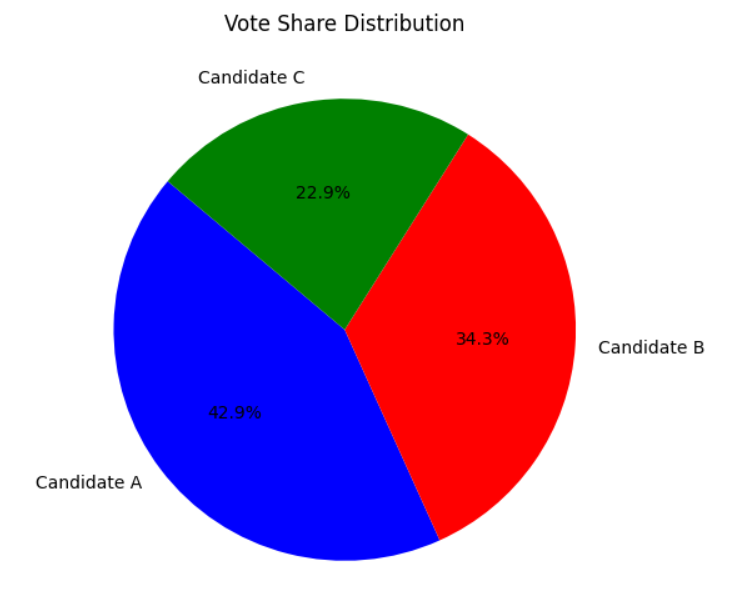 Vote Share Distribution
Candidate C
22.9%
34.3%
Candidate B
42.9%
Candidate A